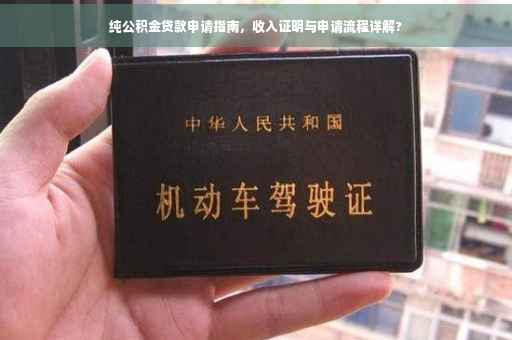 纯公积金贷款申请指南，收入证明与申请流程详解？
中华人民共和国
机动车驾驶证